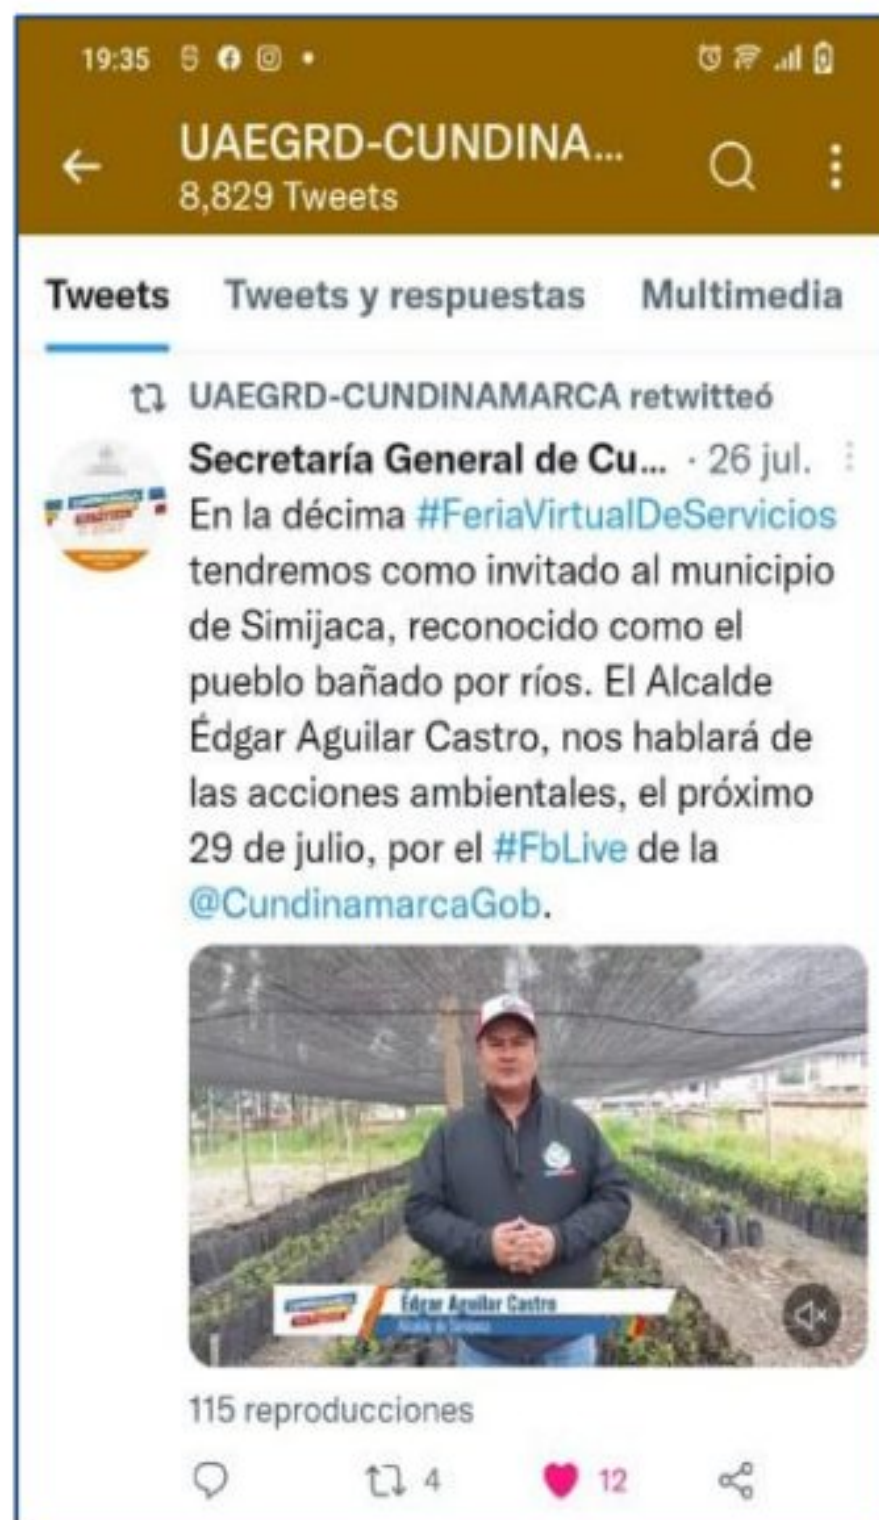 19:35
UAEGRD-CUNDINA...
8,829 Tweets
Tweets Tweets y respuestas Multimedia
UAEGRD-CUNDINAMARCA retwitteó
Secretaría General de Cu... · 26 jul.
En la décima #FeriaVirtualDeServicios
tendremos como invitado al municipio
de Simijaca, reconocido como el
pueblo bañado por ríos. El Alcalde
Édgar Aguilar Castro, nos hablará de
las acciones ambientales, el próximo
29 de julio, por el #FbLive de la
@CundinamarcaGob.
Édgar Aguilar Castro
115 reproducciones
4 12